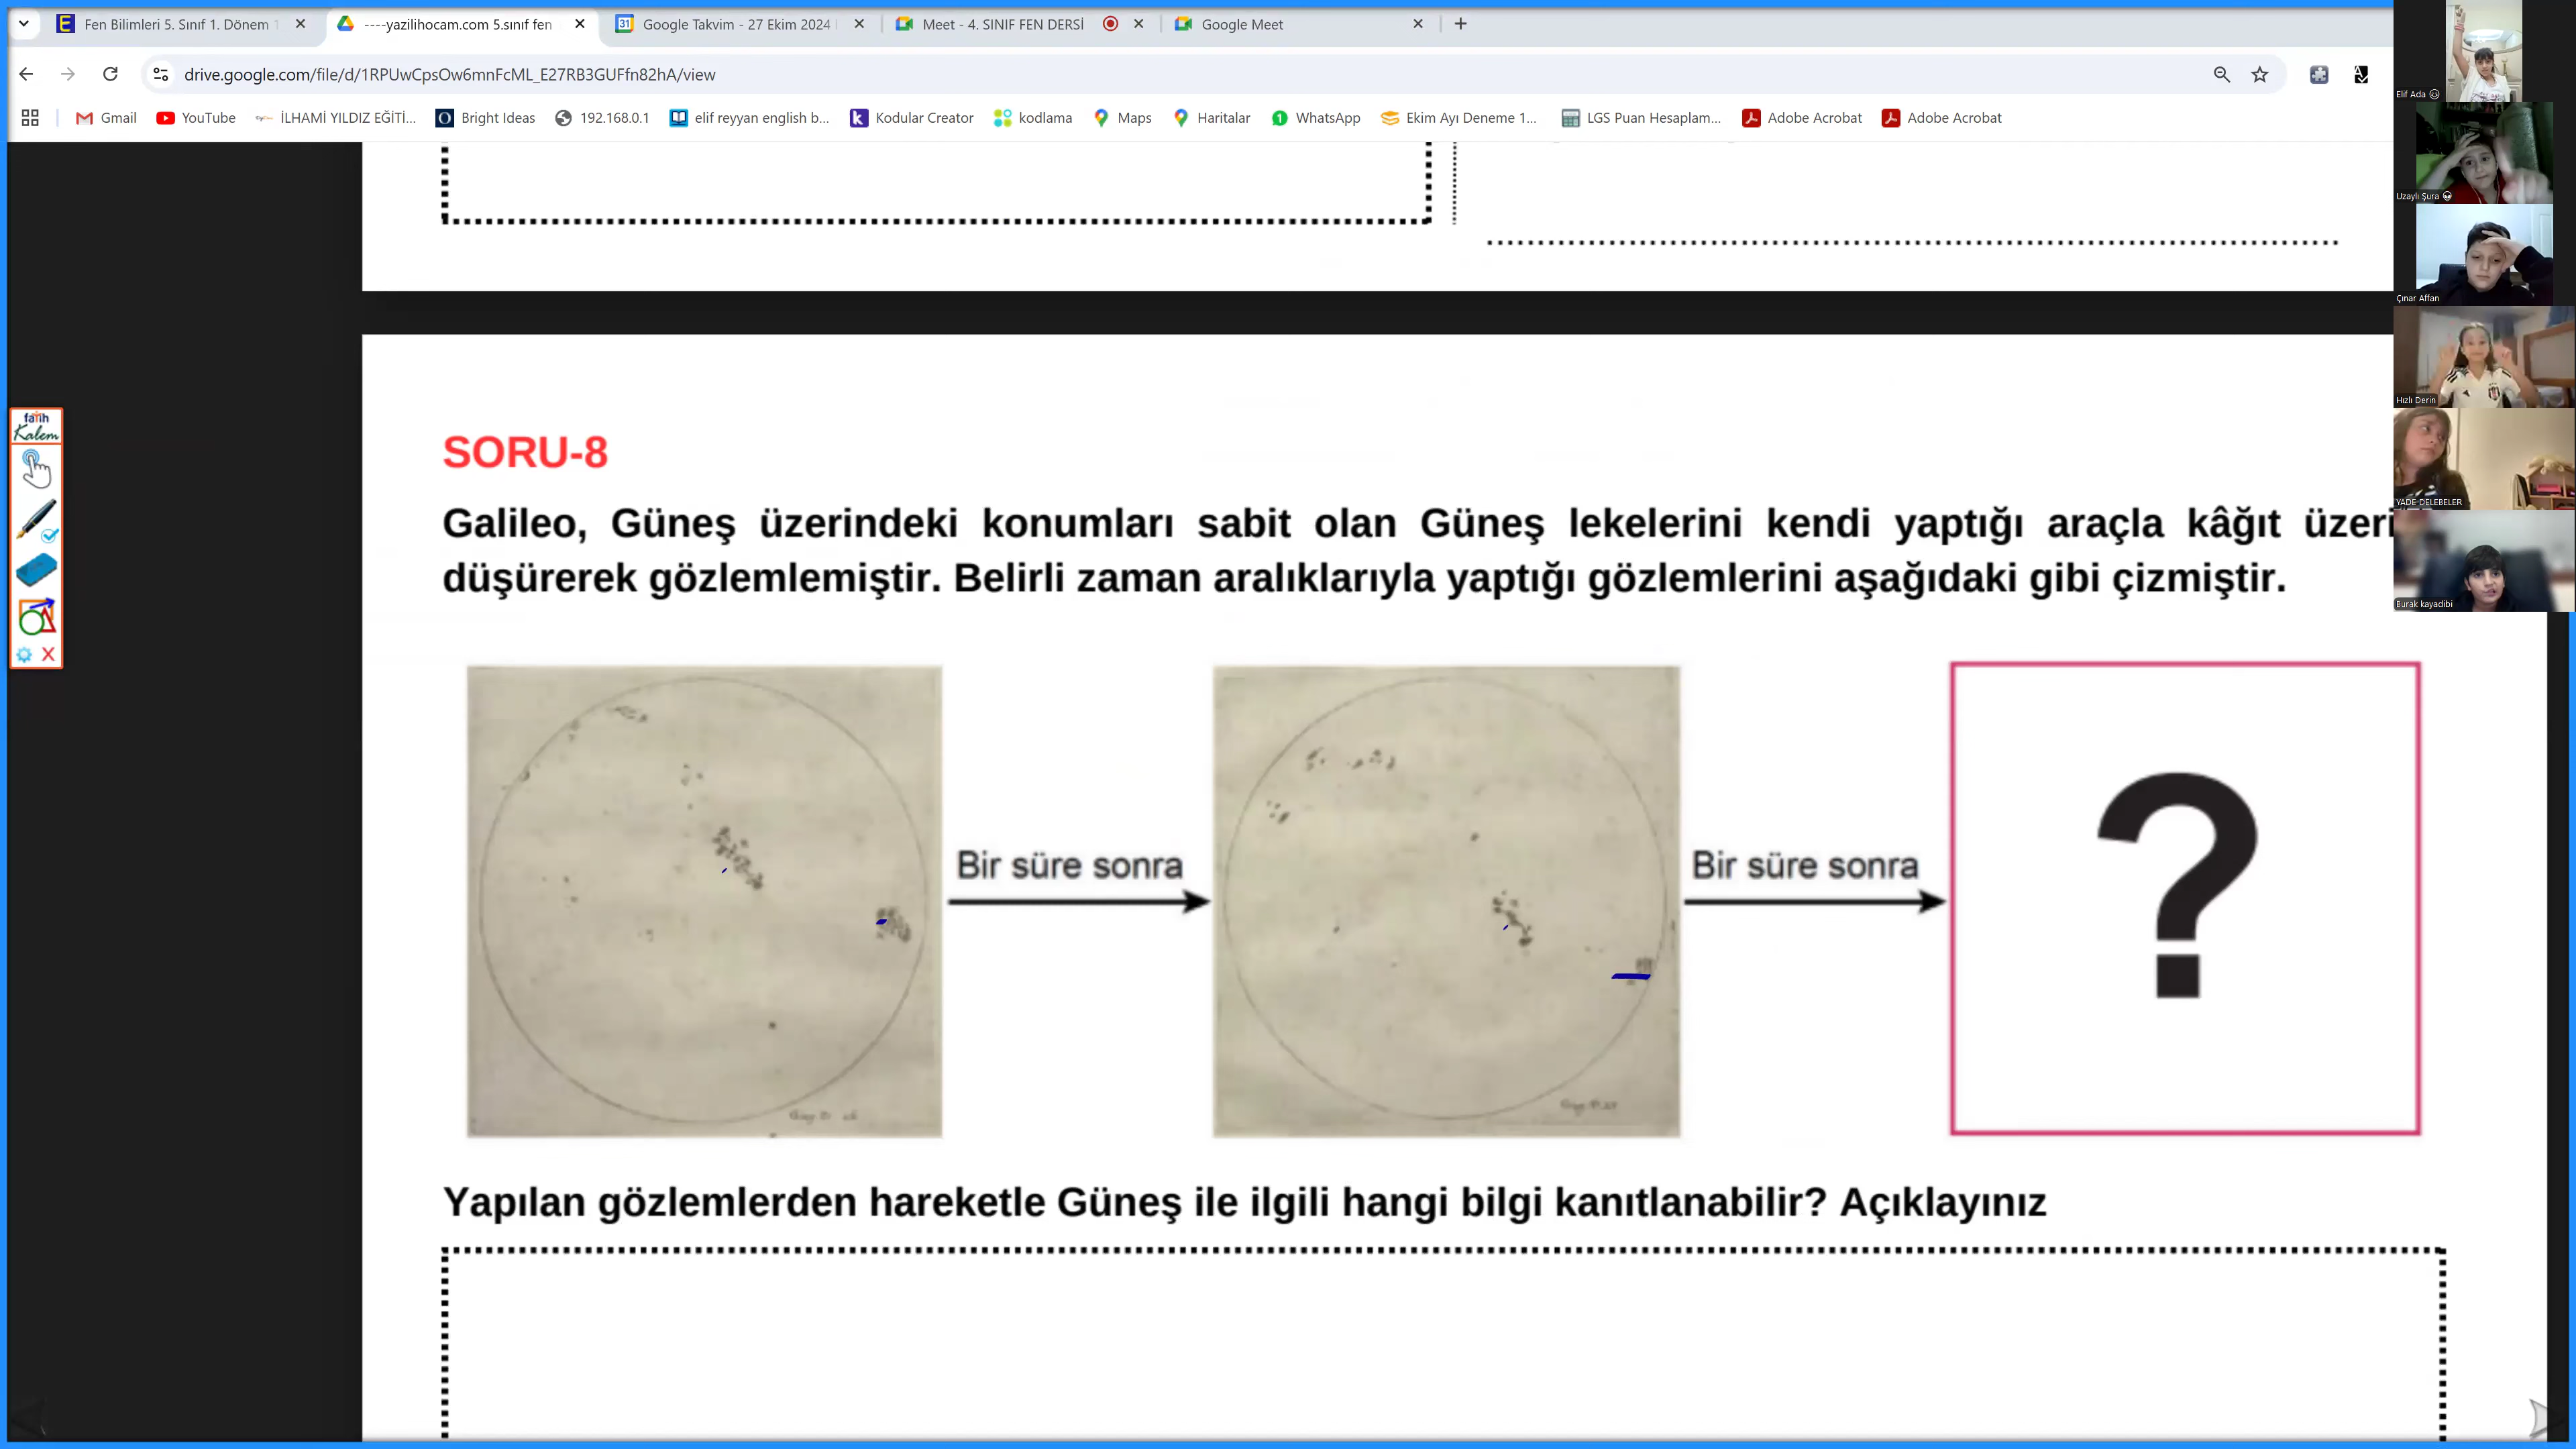 Fen Bilimleri 5. Sınıf 1. Dönem
----yazilihocam.com 5.sınıf fen
Google Takvim - 27 Ekim 2024
Meet - 4. SINIF FEN DERSİ
Google Meet
drive.google.com/file/d/1RPUwCpsOw6mnFcML_E27RB3GUFfn82hA/view
Gmail
YouTube
İLHAMİ YILDIZ EĞİTİ...
Bright Ideas
192.168.0.1
elif reyyan english b...
Kodular Creator
kodlama
Maps
Haritalar
WhatsApp
Ekim Ayı Deneme 1...
LGS Puan Hesaplam...
Adobe Acrobat
Adobe Acrobat
Elif Ada
Uzaylı Şura
Çınar Affan
Hızlı Derin
YADE DELEBELER
Burak kayadibi
fatih
Kalem
SORU-8
Galileo, Güneş üzerindeki konumları sabit olan Güneş lekelerini kendi yaptığı araçla kâğıt üzeri
düşürerek gözlemlemiştir. Belirli zaman aralıklarıyla yaptığı gözlemlerini aşağıdaki gibi çizmiştir.
Bir süre sonra
Bir süre sonra
?
Yapılan gözlemlerden hareketle Güneş ile ilgili hangi bilgi kanıtlanabilir? Açıklayınız